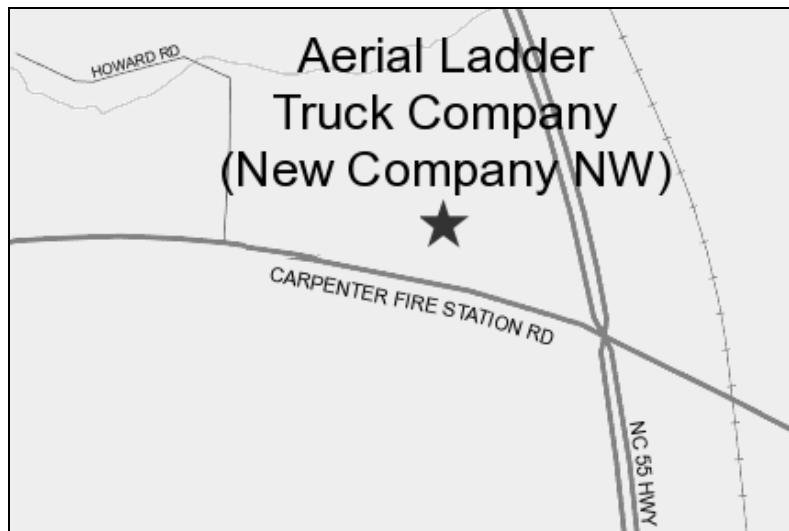 HOWARD RD
Aerial Ladder
Truck Company
(New Company NW)
CARPENTER FIRE STATION RD
NC 55 HWY